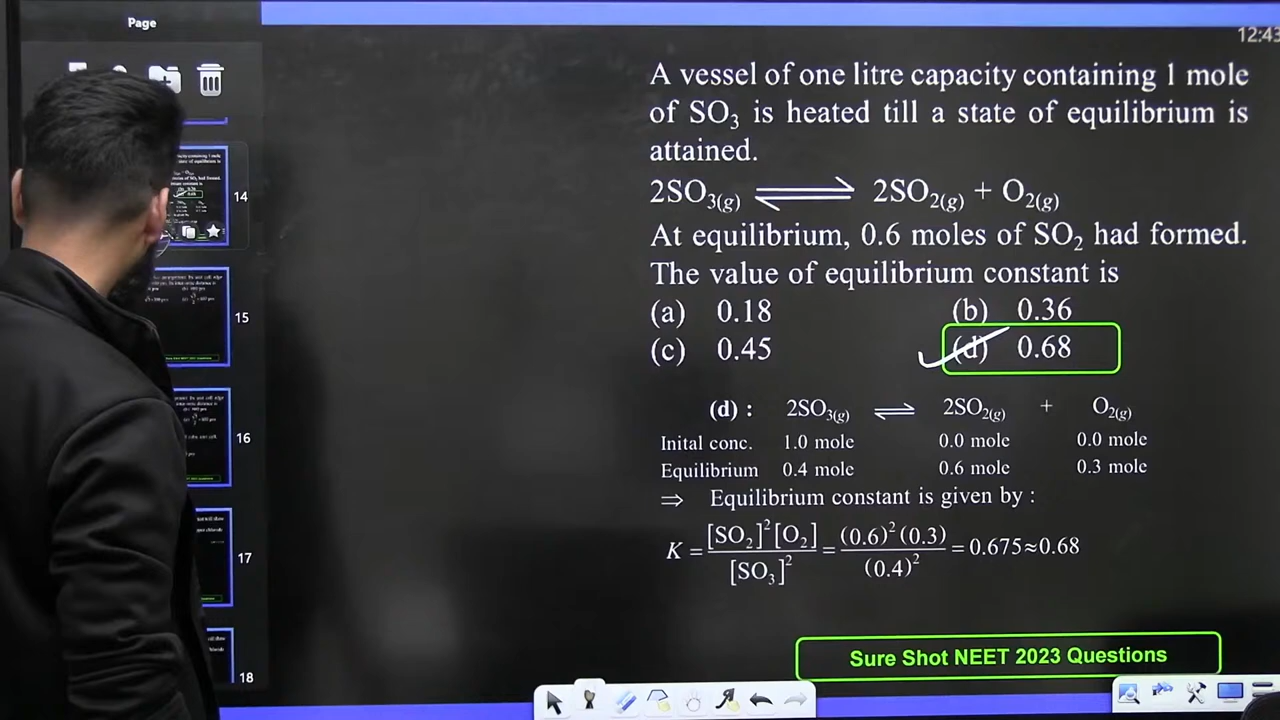 Page
12:43
A vessel of one litre capacity containing 1 mole
of SO₃ is heated till a state of equilibrium is
attained.
2SO₃(g) ⇌ 2SO₂(g) + O₂(g)
At equilibrium, 0.6 moles of SO₂ had formed.
The value of equilibrium constant is
(a) 0.18 (b) 0.36
(c) 0.45 (d) 0.68
(d) : 2SO₃(g) ⇌ 2SO₂(g) + O₂(g)
Inital conc. 1.0 mole 0.0 mole 0.0 mole
Equilibrium 0.4 mole 0.6 mole 0.3 mole
⇒ Equilibrium constant is given by :
K = [SO₂]²[O₂] / [SO₃]² = (0.6)²(0.3) / (0.4)² = 0.675≈0.68
Sure Shot NEET 2023 Questions
14
15
16
17
18